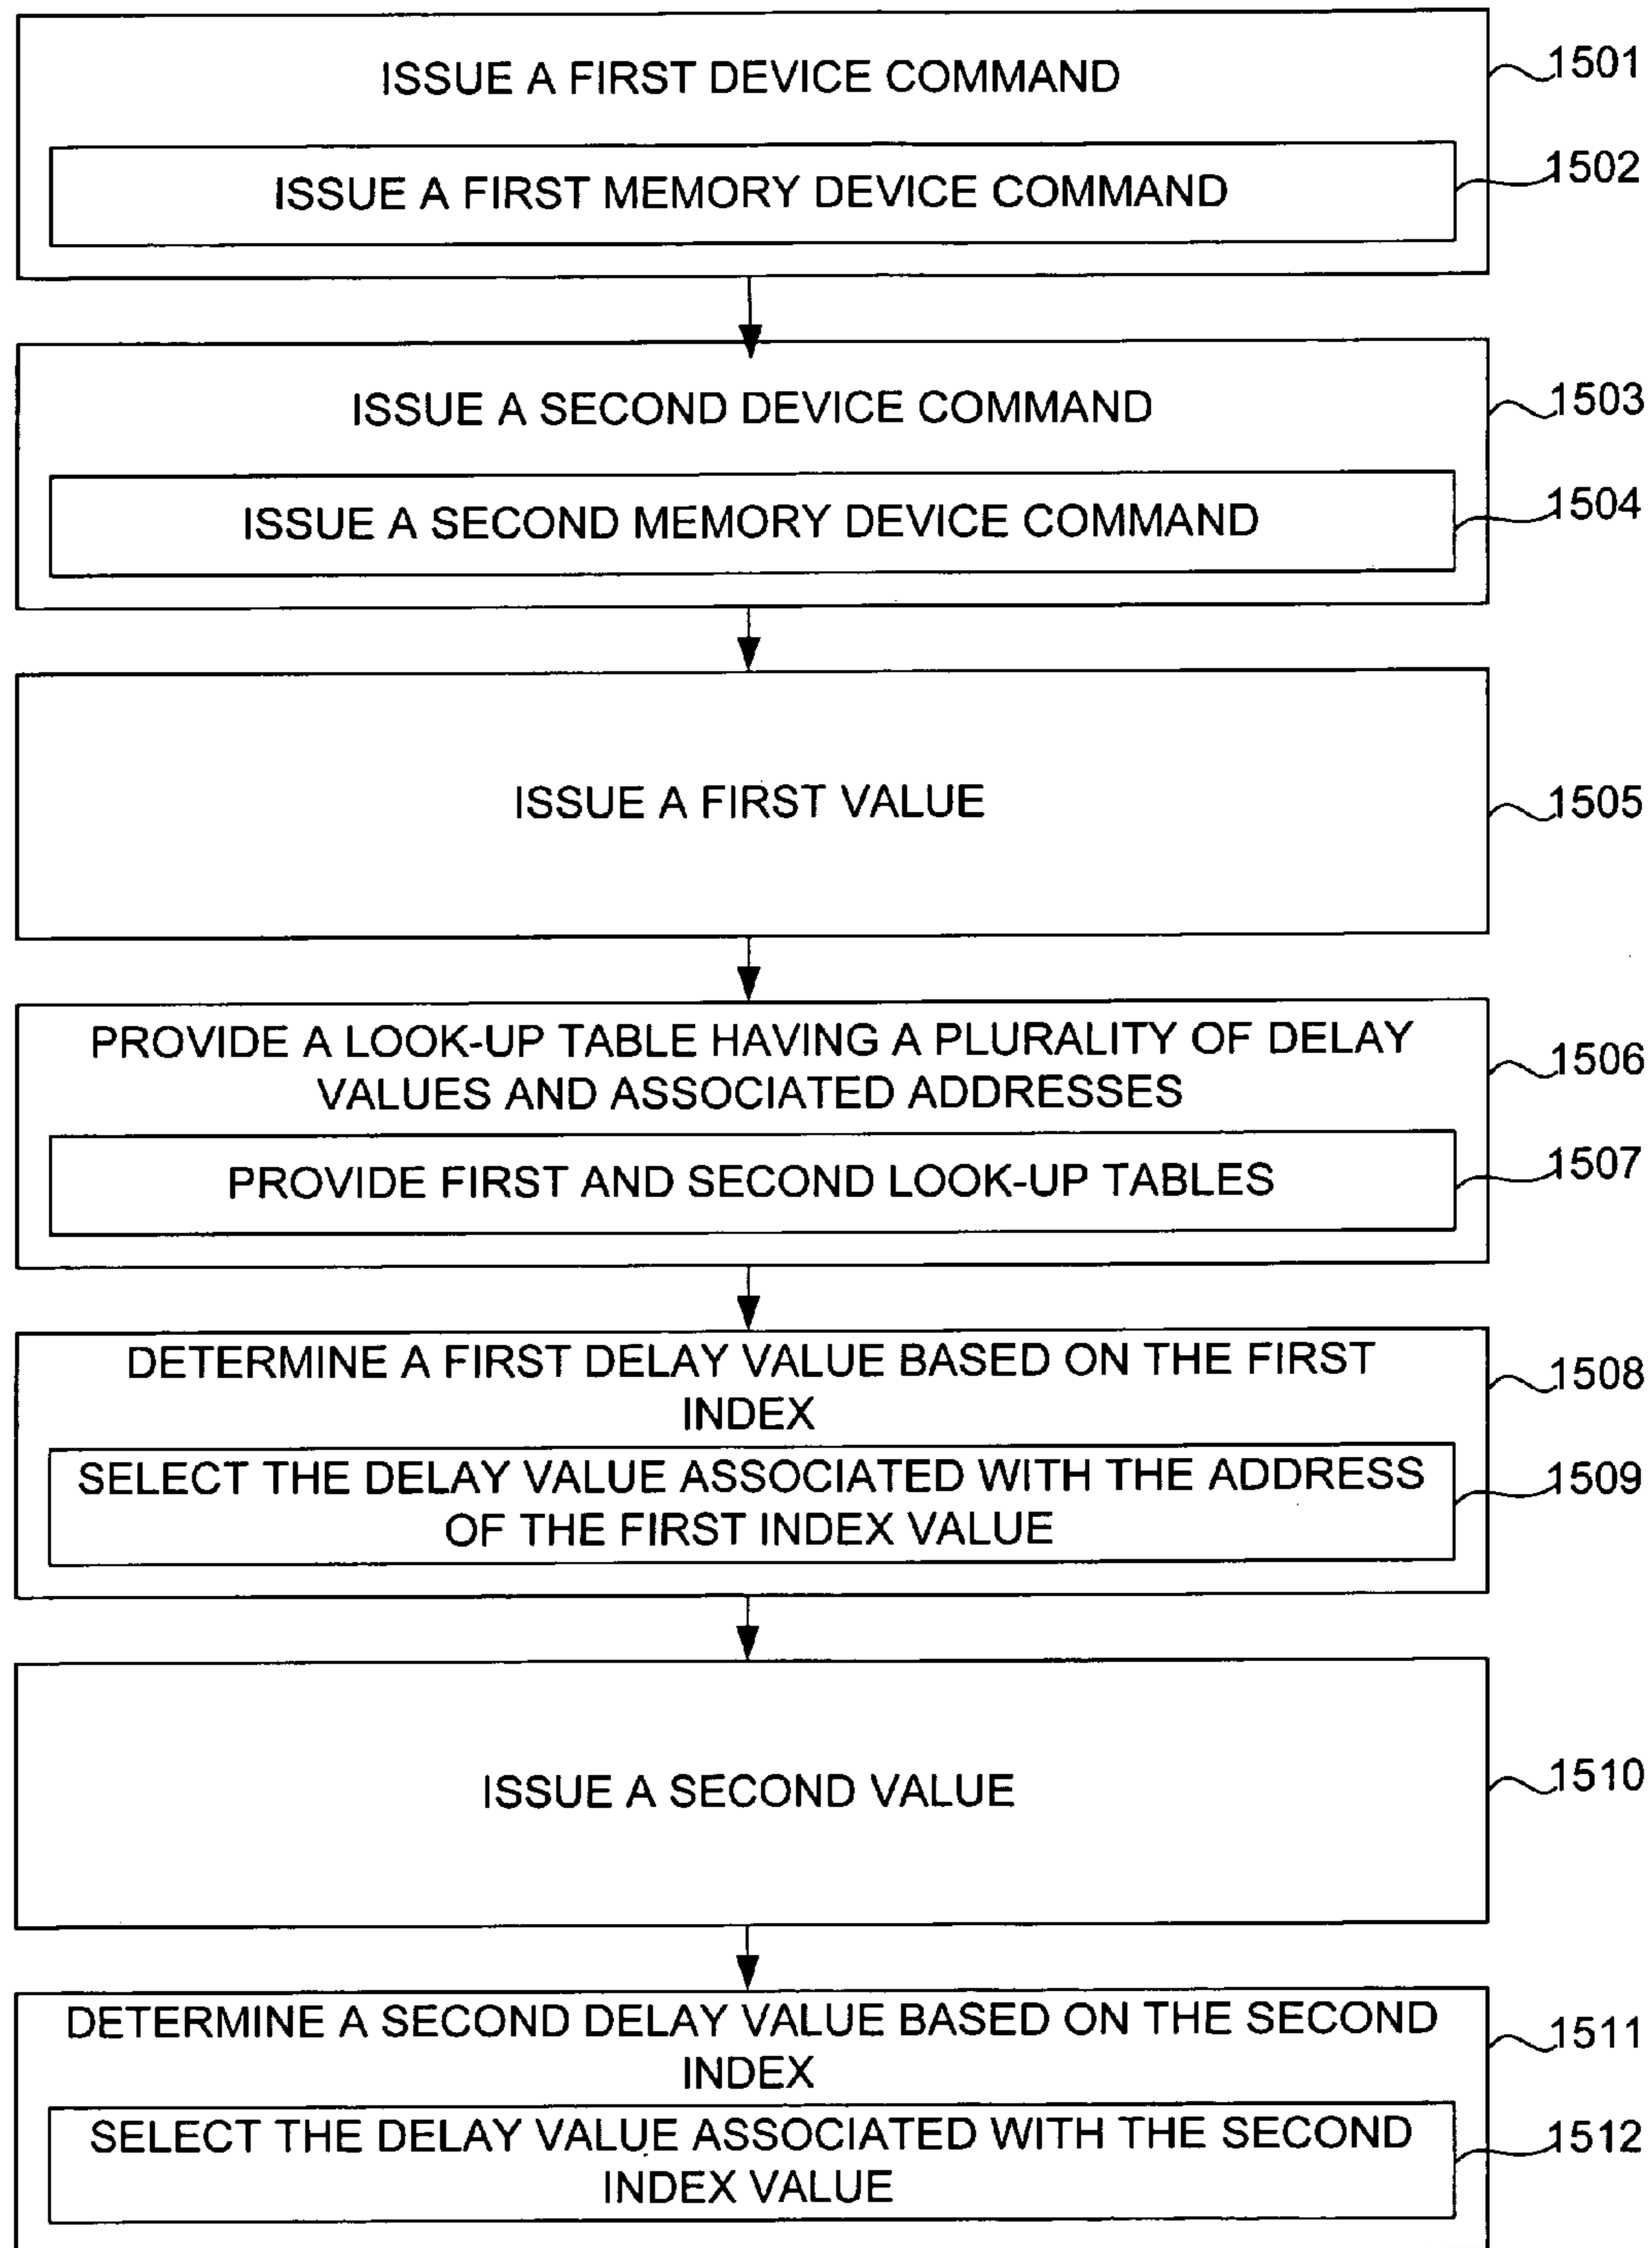 ISSUE A FIRST DEVICE COMMAND
1501
ISSUE A FIRST MEMORY DEVICE COMMAND
1502
ISSUE A SECOND DEVICE COMMAND
1503
ISSUE A SECOND MEMORY DEVICE COMMAND
1504
ISSUE A FIRST VALUE
1505
PROVIDE A LOOK-UP TABLE HAVING A PLURALITY OF DELAY
VALUES AND ASSOCIATED ADDRESSES
1506
PROVIDE FIRST AND SECOND LOOK-UP TABLES
1507
DETERMINE A FIRST DELAY VALUE BASED ON THE FIRST
INDEX
1508
SELECT THE DELAY VALUE ASSOCIATED WITH THE ADDRESS
OF THE FIRST INDEX VALUE
1509
ISSUE A SECOND VALUE
1510
DETERMINE A SECOND DELAY VALUE BASED ON THE SECOND
INDEX
1511
SELECT THE DELAY VALUE ASSOCIATED WITH THE SECOND
INDEX VALUE
1512